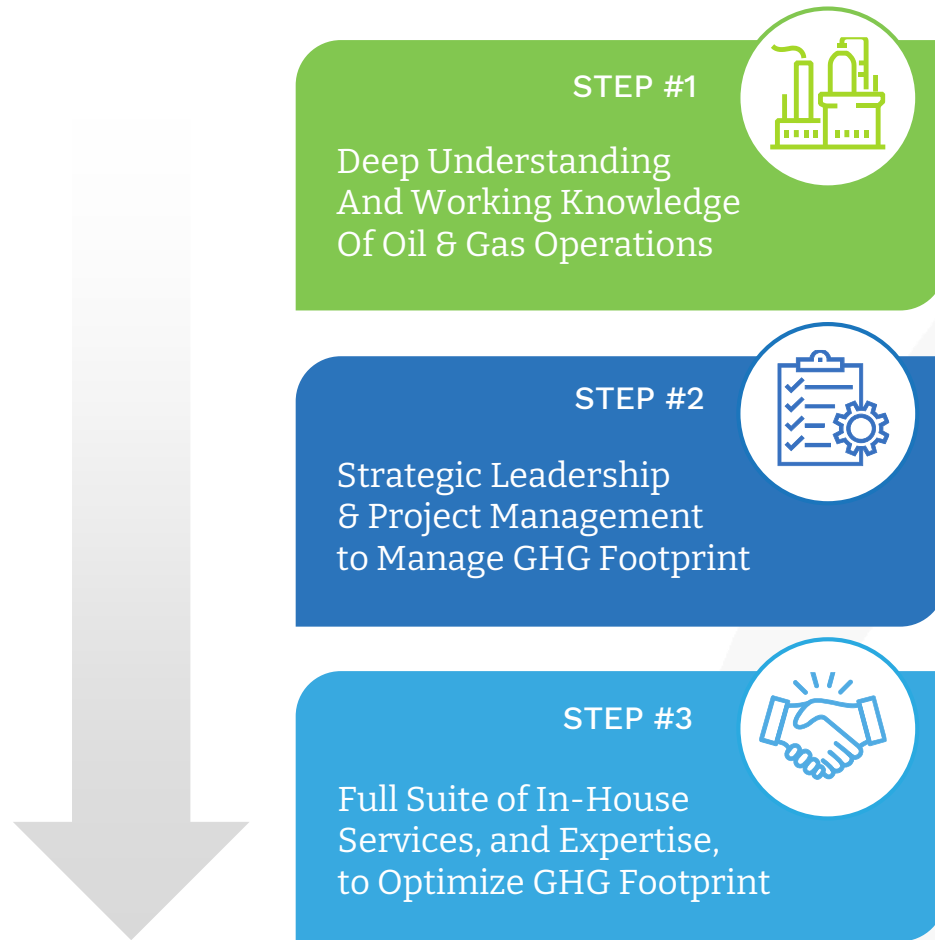 STEP #1
Deep Understanding
And Working Knowledge
Of Oil & Gas Operations
STEP #2
Strategic Leadership
& Project Management
to Manage GHG Footprint
STEP #3
Full Suite of In-House
Services, and Expertise,
to Optimize GHG Footprint